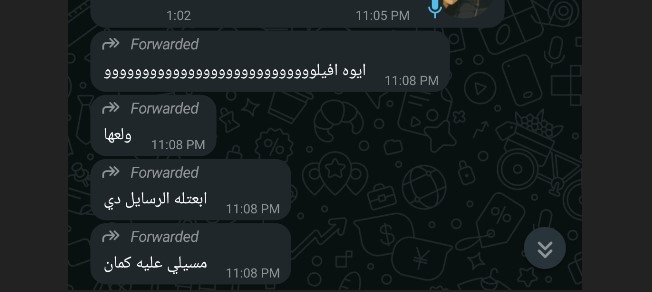 1:02 11:05 PM
Forwarded
ايوه افيلوووووووووووووووووووووووووووو
11:08 PM
Forwarded
ولعها
11:08 PM
Forwarded
ابعتله الرسايل دي
11:08 PM
Forwarded
مسيلي عليه كمان
11:08 PM